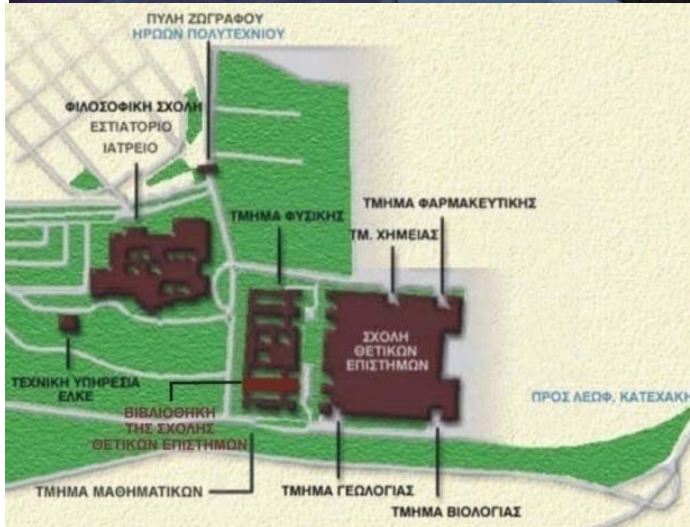 ΠΥΛΗ ΖΩΓΡΑΦΟΥ
ΗΡΩΩΝ ΠΟΛΥΤΕΧΝΙΟΥ
ΦΙΛΟΣΟΦΙΚΗ ΣΧΟΛΗ
ΕΣΤΙΑΤΟΡΙΟ
ΙΑΤΡΕΙΟ
ΤΜΗΜΑ ΦΥΣΙΚΗΣ
ΤΜΗΜΑ ΦΑΡΜΑΚΕΥΤΙΚΗΣ
ΤΜ. ΧΗΜΕΙΑΣ
ΣΧΟΛΗ
ΘΕΤΙΚΩΝ
ΕΠΙΣΤΗΜΩΝ
ΤΕΧΝΙΚΗ ΥΠΗΡΕΣΙΑ
ΕΛΚΕ
ΒΙΒΛΙΟΘΗΚΗ
ΤΗΣ ΣΧΟΛΗΣ
ΘΕΤΙΚΩΝ ΕΠΙΣΤΗΜΩΝ
ΠΡΟΣ ΛΕΩΦ. ΚΑΤΕΧΑΚΗ
ΤΜΗΜΑ ΜΑΘΗΜΑΤΙΚΩΝ
ΤΜΗΜΑ ΓΕΩΛΟΓΙΑΣ
ΤΜΗΜΑ ΒΙΟΛΟΓΙΑΣ